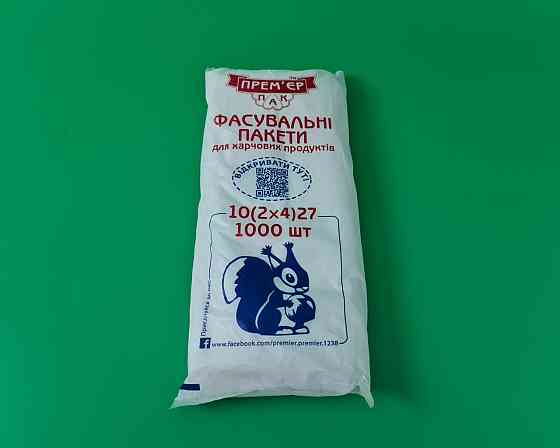 ПРЕМ'ЄР
ПАК
ФАСУВАЛЬНІ
ПАКЕТИ
для харчових продуктів
ВІДКРИВАТИ ТУТ!
10(2×4)27
1000 шт
www.facebook.com/premier.premier.1238